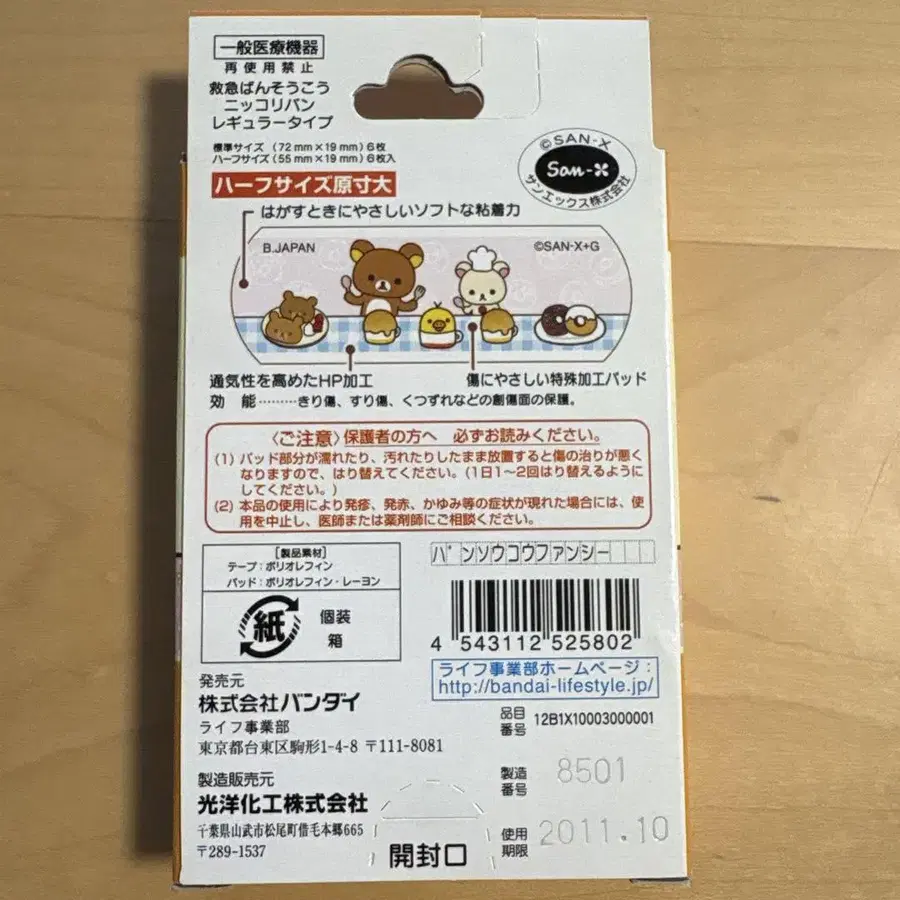 一般医療機器
再使用禁止
救急ばんそうこう
ニッコリバン
レギュラータイプ
標準サイズ (72mm×19mm) 6枚
ハーフサイズ (55mm×19mm) 6枚入
©SAN-X
San-X
サンエックス株式会社
ハーフサイズ原寸大
はがすときにやさしいソフトな粘着力
B.JAPAN
©SAN-X+G
通気性を高めたHP加工
傷にやさしい特殊加工パッド
効 能………きり傷、すり傷、くつずれなどの創傷面の保護。
〈ご注意〉保護者の方へ 必ずお読みください。
(1) パッド部分が濡れたり、汚れたりしたまま放置すると傷の治りが悪く
なりますので、はり替えてください。(1日1〜2回はり替えるように
してください。)
(2) 本品の使用により発疹、発赤、かゆみ等の症状が現れた場合には、使
用を中止し、医師または薬剤師にご相談ください。
[製品素材]
テープ:ポリオレフィン
パッド:ポリオレフィン・レーヨン
紙
個装
箱
バンソウコウファンシー
4 543112 525802
ライフ事業部ホームページ:
http://bandai-lifestyle.jp/
発売元
株式会社バンダイ
ライフ事業部
東京都台東区駒形1-4-8 〒111-8081
品目
番号
12B1X10003000001
製造販売元
光洋化工株式会社
千葉県山武市松尾町借毛本郷665
〒289-1537
製造
番号
8501
使用
期限
2011.10
開封口